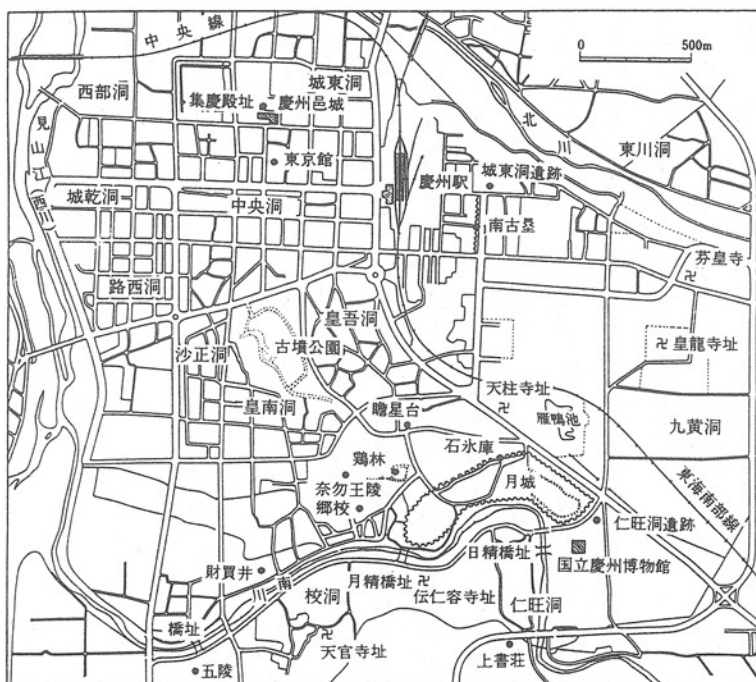 中央線
0 500m
城東洞
西部洞
集慶殿址
慶州邑城
見山江(西川)
北川
東川洞
東京館
慶州駅
城東洞遺跡
城乾洞
中央洞
南古塁
芬皇寺
路西洞
皇吾洞
古墳公園
卍皇龍寺址
沙正洞
天柱寺址
卍
雁鴨池
皇南洞
瞻星台
九黄洞
石氷庫
鶏林
東海南部線
奈勿王陵
月城
郷校
仁旺洞遺跡
日精橋址
財買井
国立慶州博物館
月精橋址
卍
伝仁容寺址
南川
校洞
仁旺洞
橋址
卍
天官寺址
上書荘
五陵